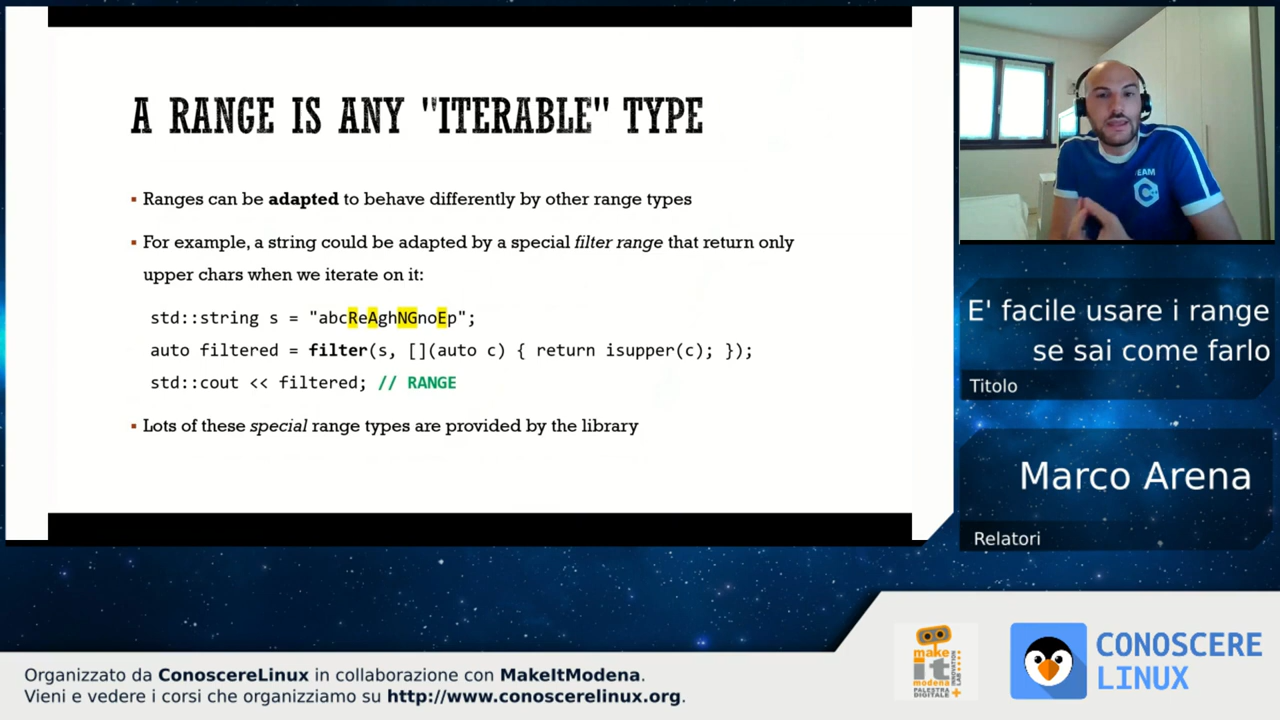 A RANGE IS ANY "ITERABLE" TYPE
▪ Ranges can be adapted to behave differently by other range types
▪ For example, a string could be adapted by a special filter range that return only
upper chars when we iterate on it:
std::string s = "abcReAghNGnoEp";
auto filtered = filter(s, [](auto c) { return isupper(c); });
std::cout << filtered; // RANGE
▪ Lots of these special range types are provided by the library
TEAM
C++
E' facile usare i range
se sai come farlo
Titolo
Marco Arena
Relatori
make
it
modena
PALESTRA
DIGITALE
INNOVATION
LAB
CONOSCERE
LINUX
Organizzato da ConoscereLinux in collaborazione con MakeItModena.
Vieni e vedere i corsi che organizziamo su http://www.conoscerelinux.org.